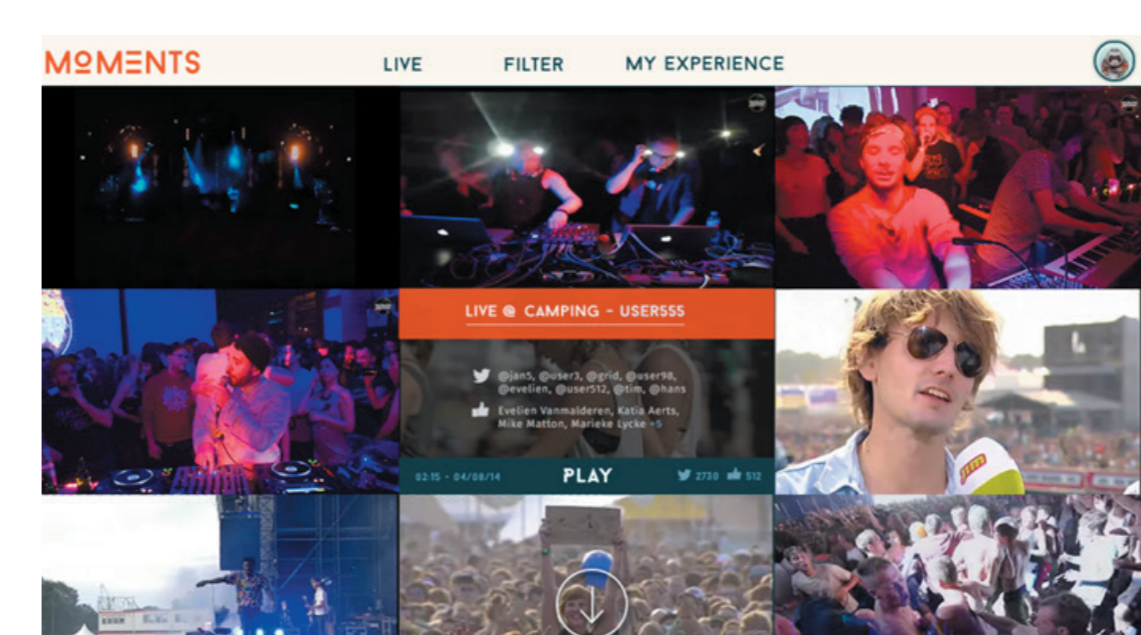 MOMENTS
LIVE FILTER MY EXPERIENCE
LIVE @ CAMPING - USER555
@jan5, @user3, @grid, @user98,
@evelien, @user512, @tim, @hans
Evelien Vanmalderen, Katia Aerts,
Mike Matton, Marieke Lycke +5
02:15 - 04/08/14 PLAY 2730 512
JIM